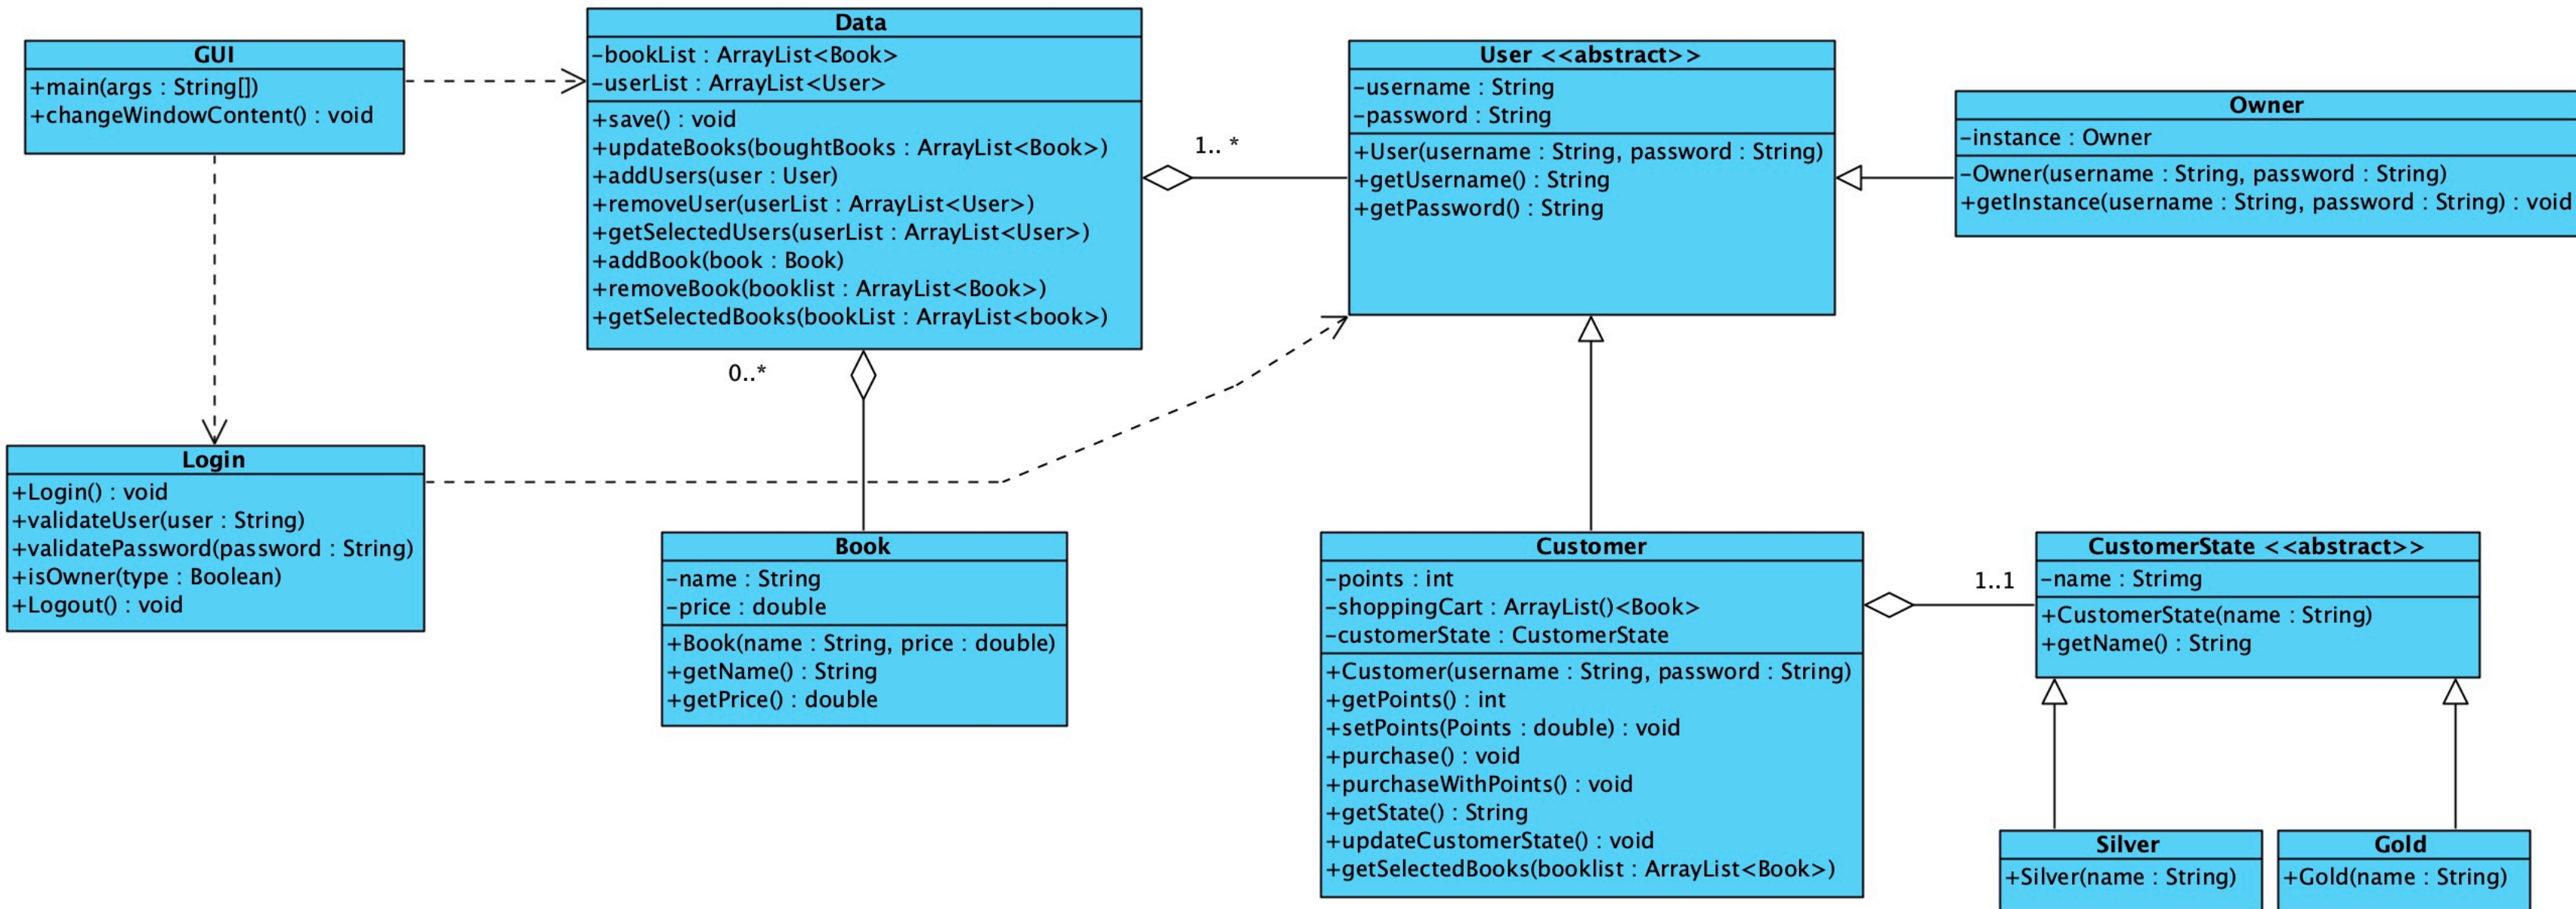 GUI
+main(args : String[])
+changeWindowContent() : void
Data
-bookList : ArrayList<Book>
-userList : ArrayList<User>
+save() : void
+updateBooks(boughtBooks : ArrayList<Book>)
+addUsers(user : User)
+removeUser(userList : ArrayList<User>)
+getSelectedUsers(userList : ArrayList<User>)
+addBook(book : Book)
+removeBook(booklist : ArrayList<Book>)
+getSelectedBooks(bookList : ArrayList<book>)
1.. *
User <<abstract>>
-username : String
-password : String
+User(username : String, password : String)
+getUsername() : String
+getPassword() : String
Owner
-instance : Owner
-Owner(username : String, password : String)
+getInstance(username : String, password : String) : void
0..*
Login
+Login() : void
+validateUser(user : String)
+validatePassword(password : String)
+isOwner(type : Boolean)
+Logout() : void
Book
-name : String
-price : double
+Book(name : String, price : double)
+getName() : String
+getPrice() : double
Customer
-points : int
-shoppingCart : ArrayList()<Book>
-customerState : CustomerState
+Customer(username : String, password : String)
+getPoints() : int
+setPoints(Points : double) : void
+purchase() : void
+purchaseWithPoints() : void
+getState() : String
+updateCustomerState() : void
+getSelectedBooks(booklist : ArrayList<Book>)
1..1
CustomerState <<abstract>>
-name : Strimg
+CustomerState(name : String)
+getName() : String
Silver
+Silver(name : String)
Gold
+Gold(name : String)